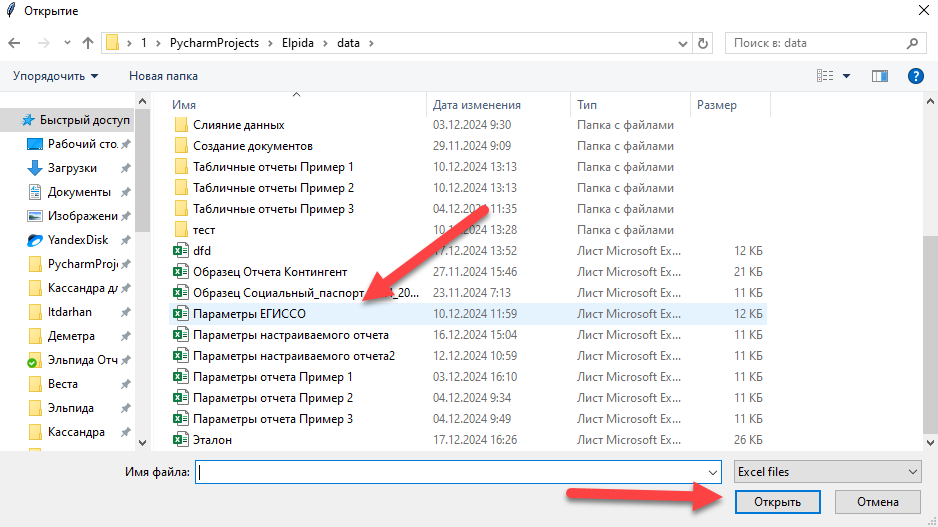 Открытие
1 PycharmProjects Elpida data
Поиск в: data
Упорядочить Новая папка
Быстрый доступ
Рабочий сто.
Загрузки
Документы
Изображени
YandexDisk
PycharmProj
Кассандра дл
Itdarhan
Деметра
Эльпида Отч
Веста
Эльпида
Кассандра
Имя Дата изменения Тип Размер
Слияние данных 03.12.2024 9:30 Папка с файлами
Создание документов 29.11.2024 9:09 Папка с файлами
Табличные отчеты Пример 1 10.12.2024 13:13 Папка с файлами
Табличные отчеты Пример 2 10.12.2024 13:13 Папка с файлами
Табличные отчеты Пример 3 04.12.2024 11:35 Папка с файлами
тест 10.12.2024 13:28 Папка с файлами
dfd 17.12.2024 13:52 Лист Microsoft Ex... 12 КБ
Образец Отчета Контингент 27.11.2024 15:46 Лист Microsoft Ex... 21 КБ
Образец Социальный_паспорт 20... 23.11.2024 7:13 Лист Microsoft Ex... 11 КБ
Параметры ЕГИССО 10.12.2024 11:59 Лист Microsoft Ex... 12 КБ
Параметры настраиваемого отчета 16.12.2024 15:04 Лист Microsoft Ex... 11 КБ
Параметры настраиваемого отчета2 12.12.2024 10:59 Лист Microsoft Ex... 11 КБ
Параметры отчета Пример 1 03.12.2024 16:10 Лист Microsoft Ex... 11 КБ
Параметры отчета Пример 2 04.12.2024 9:34 Лист Microsoft Ex... 11 КБ
Параметры отчета Пример 3 04.12.2024 9:49 Лист Microsoft Ex... 11 КБ
Эталон 17.12.2024 16:26 Лист Microsoft Ex... 26 КБ
Имя файла:
Excel files
Открыть Отмена